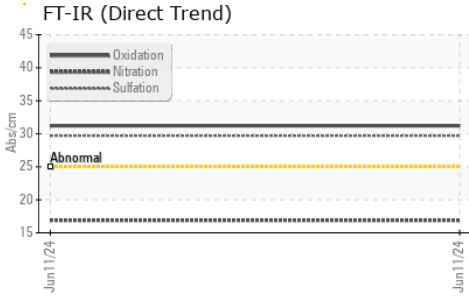 FT-IR (Direct Trend)
Abs/cm
45
40
35
30
25
20
15
Oxidation
Nitration
Sulfation
Abnormal
Jun11/24
Jun11/24